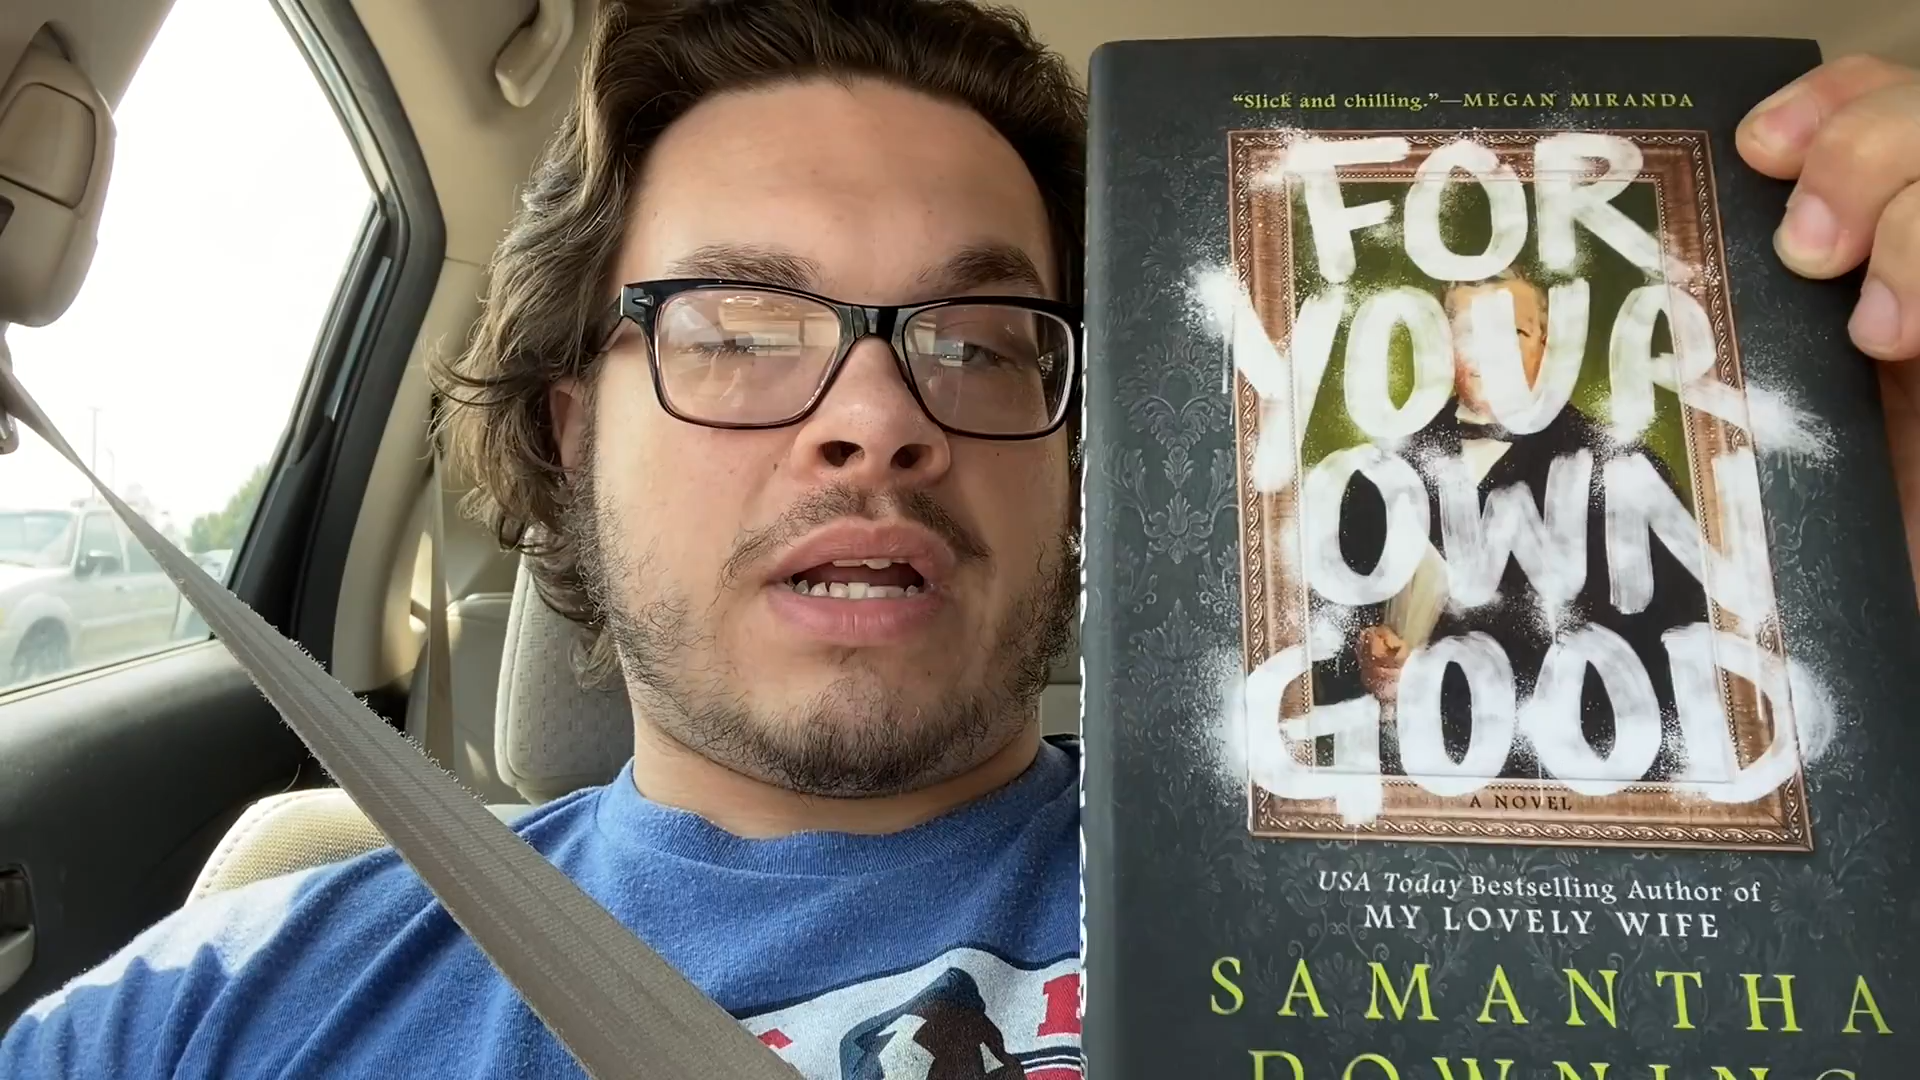 “Slick and chilling.”—MEGAN MIRANDA
FOR
YOUR
OWN
GOOD
A NOVEL
USA Today Bestselling Author of
MY LOVELY WIFE
SAMANTHA
DOWNING